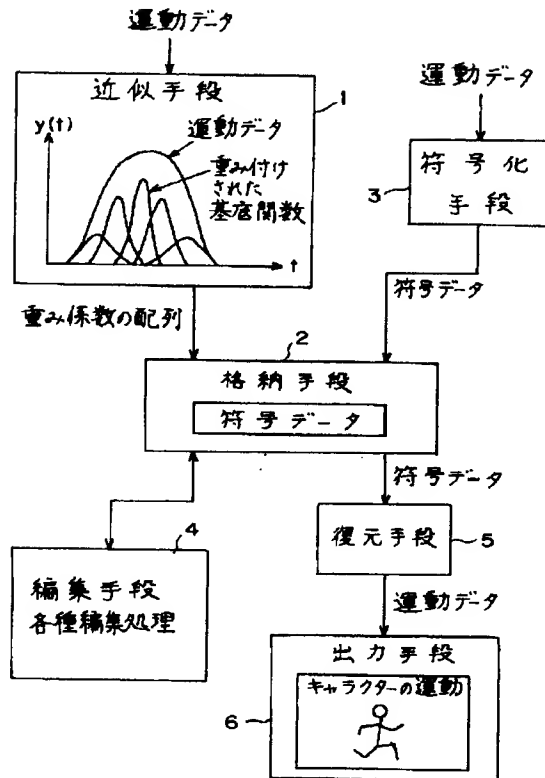 運動データ
近似手段
1
y(t)
運動データ
重み付け
された
基底関数
t
運動データ
3
符号化
手段
重み係数の配列
符号データ
2
格納手段
符号データ
符号データ
4
編集手段
各種編集処理
復元手段
5
運動データ
出力手段
キャラクターの運動
6